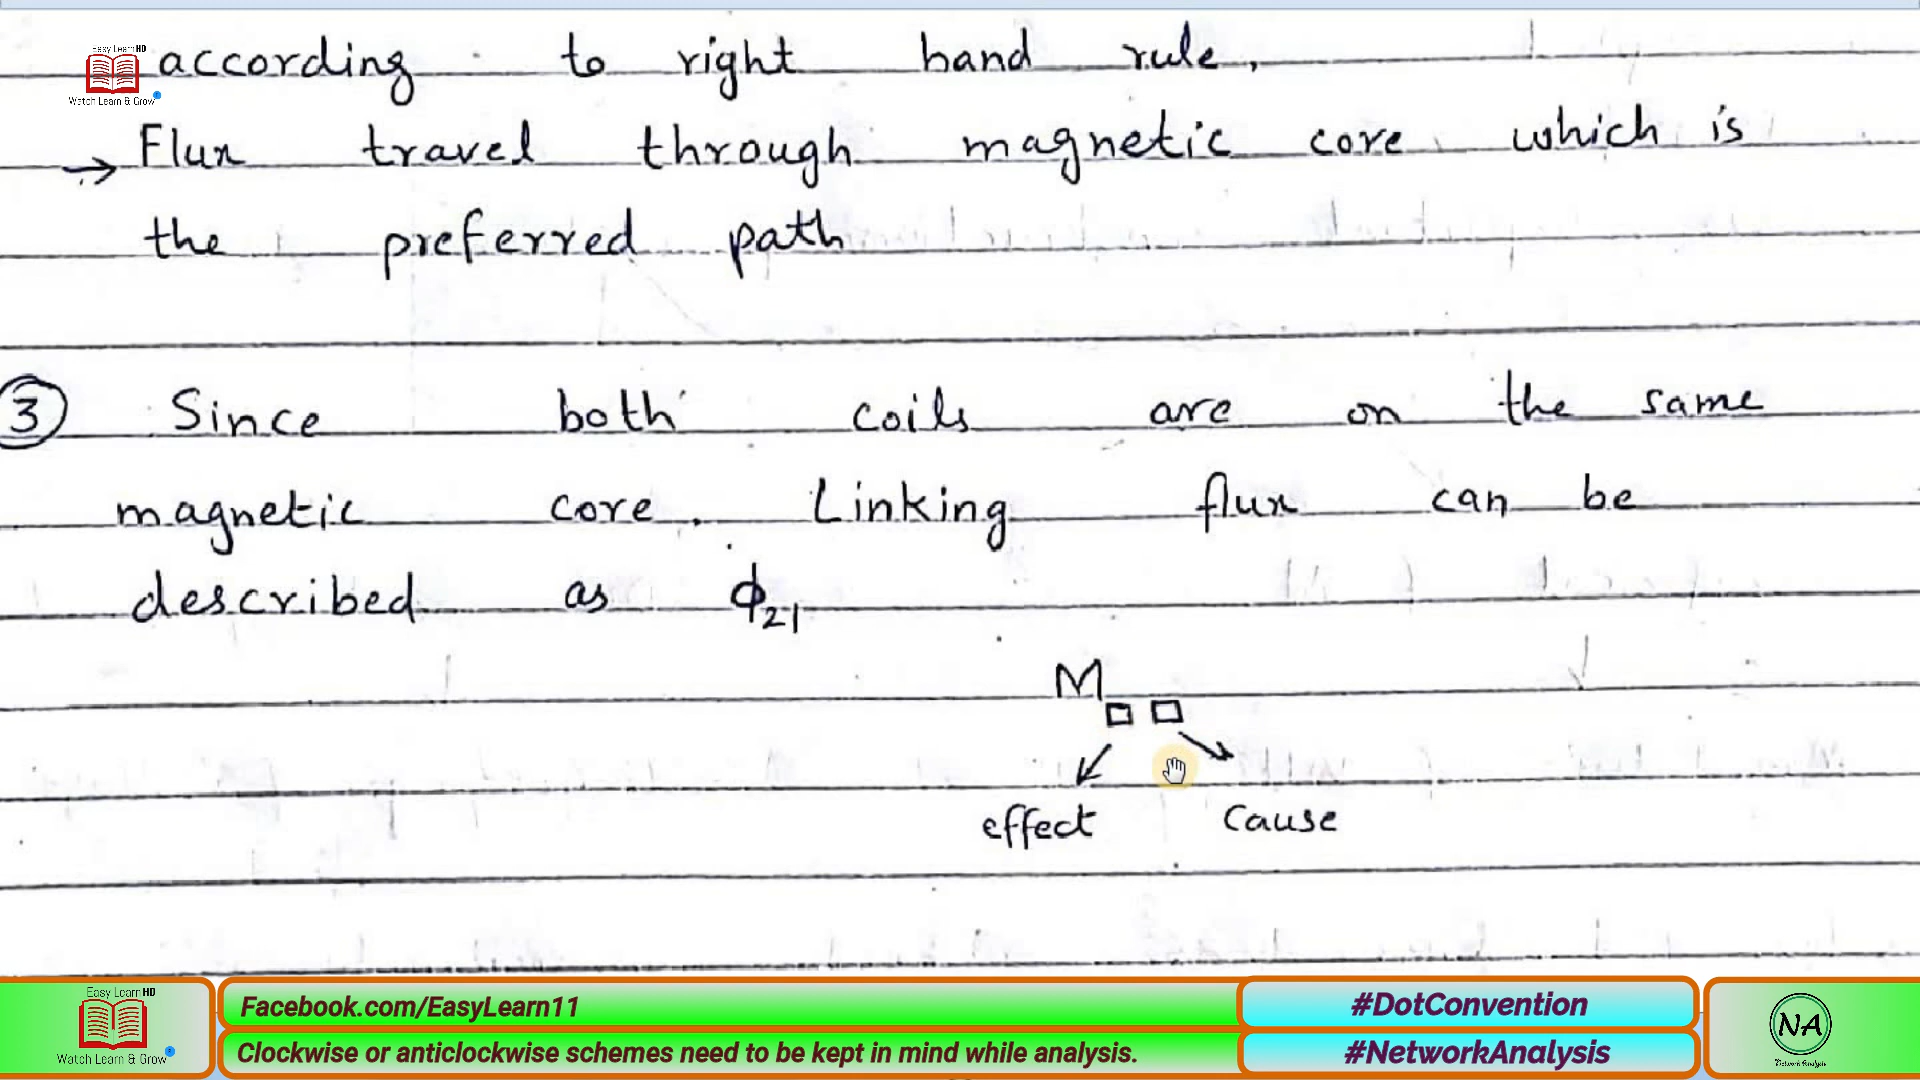 Easy Learn HD
Watch Learn & Grow
according to right hand rule.
→ Flux travel through magnetic core which is
the preferred path
3 Since both coils are on the same
magnetic core. Linking flux can be
described as ϕ21
M
effect cause
Easy Learn HD
Watch Learn & Grow
Facebook.com/EasyLearn11
Clockwise or anticlockwise schemes need to be kept in mind while analysis.
#DotConvention
#NetworkAnalysis
NA
Network Analysis